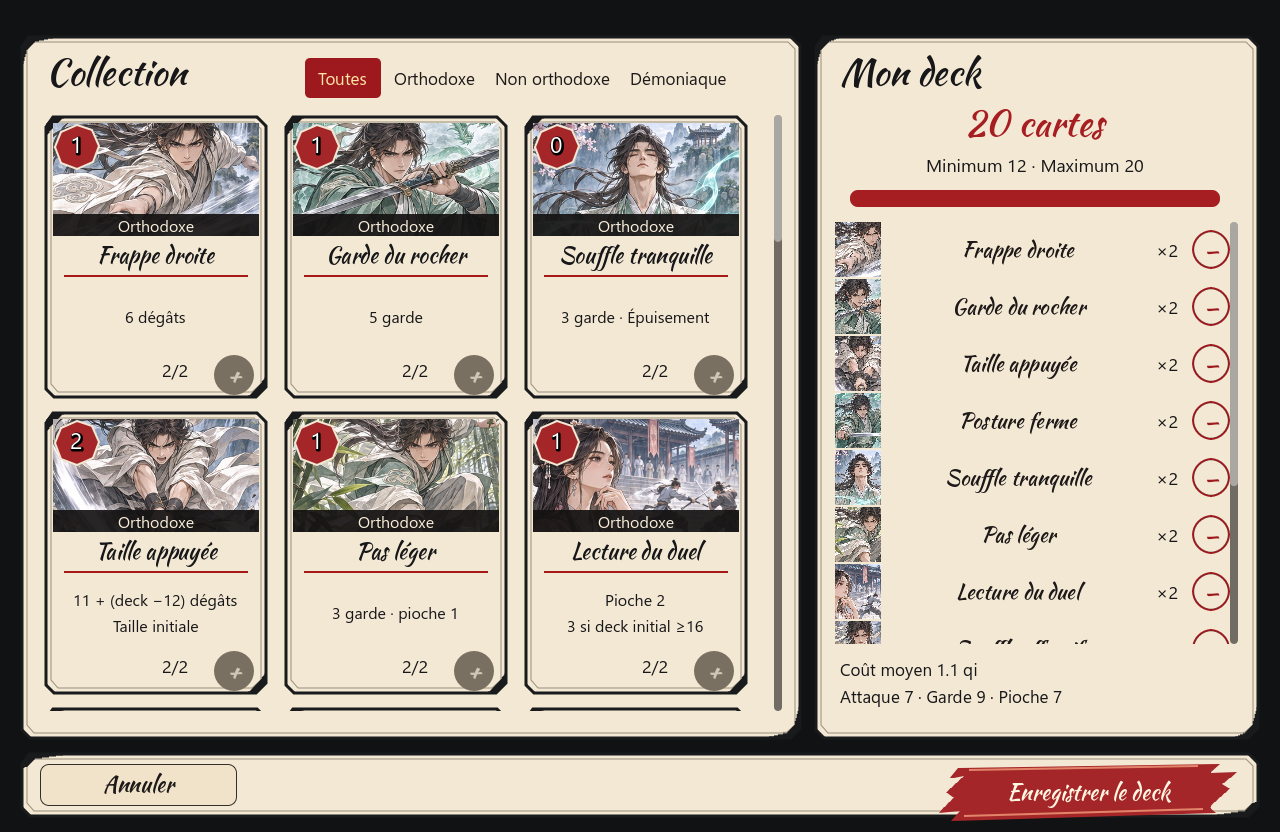 Collection
Toutes
Orthodoxe
Non orthodoxe
Démoniaque
1
Orthodoxe
Frappe droite
6 dégâts
2/2
+
1
Orthodoxe
Garde du rocher
5 garde
2/2
+
0
Orthodoxe
Souffle tranquille
3 garde · Épuisement
2/2
+
2
Orthodoxe
Taille appuyée
11 + (deck −12) dégâts
Taille initiale
2/2
+
1
Orthodoxe
Pas léger
3 garde · pioche 1
2/2
+
1
Orthodoxe
Lecture du duel
Pioche 2
3 si deck initial ≥16
2/2
+
Mon deck
20 cartes
Minimum 12 · Maximum 20
Frappe droite ×2 −
Garde du rocher ×2 −
Taille appuyée ×2 −
Posture ferme ×2 −
Souffle tranquille ×2 −
Pas léger ×2 −
Lecture du duel ×2 −
Coût moyen 1.1 qi
Attaque 7 · Garde 9 · Pioche 7
Annuler
Enregistrer le deck